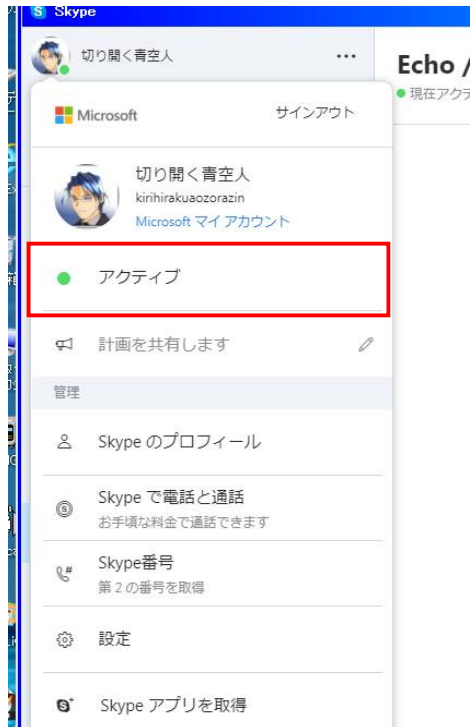 Skype
切り開く青空人
...
Echo /
現在アクテ
Microsoft
サインアウト
切り開く青空人
kirihirakuaozorazin
Microsoft マイ アカウント
アクティブ
計画を共有します
管理
Skype のプロフィール
Skype で電話と通話
お手頃な料金で通話できます
Skype番号
第 2 の番号を取得
設定
Skype アプリを取得